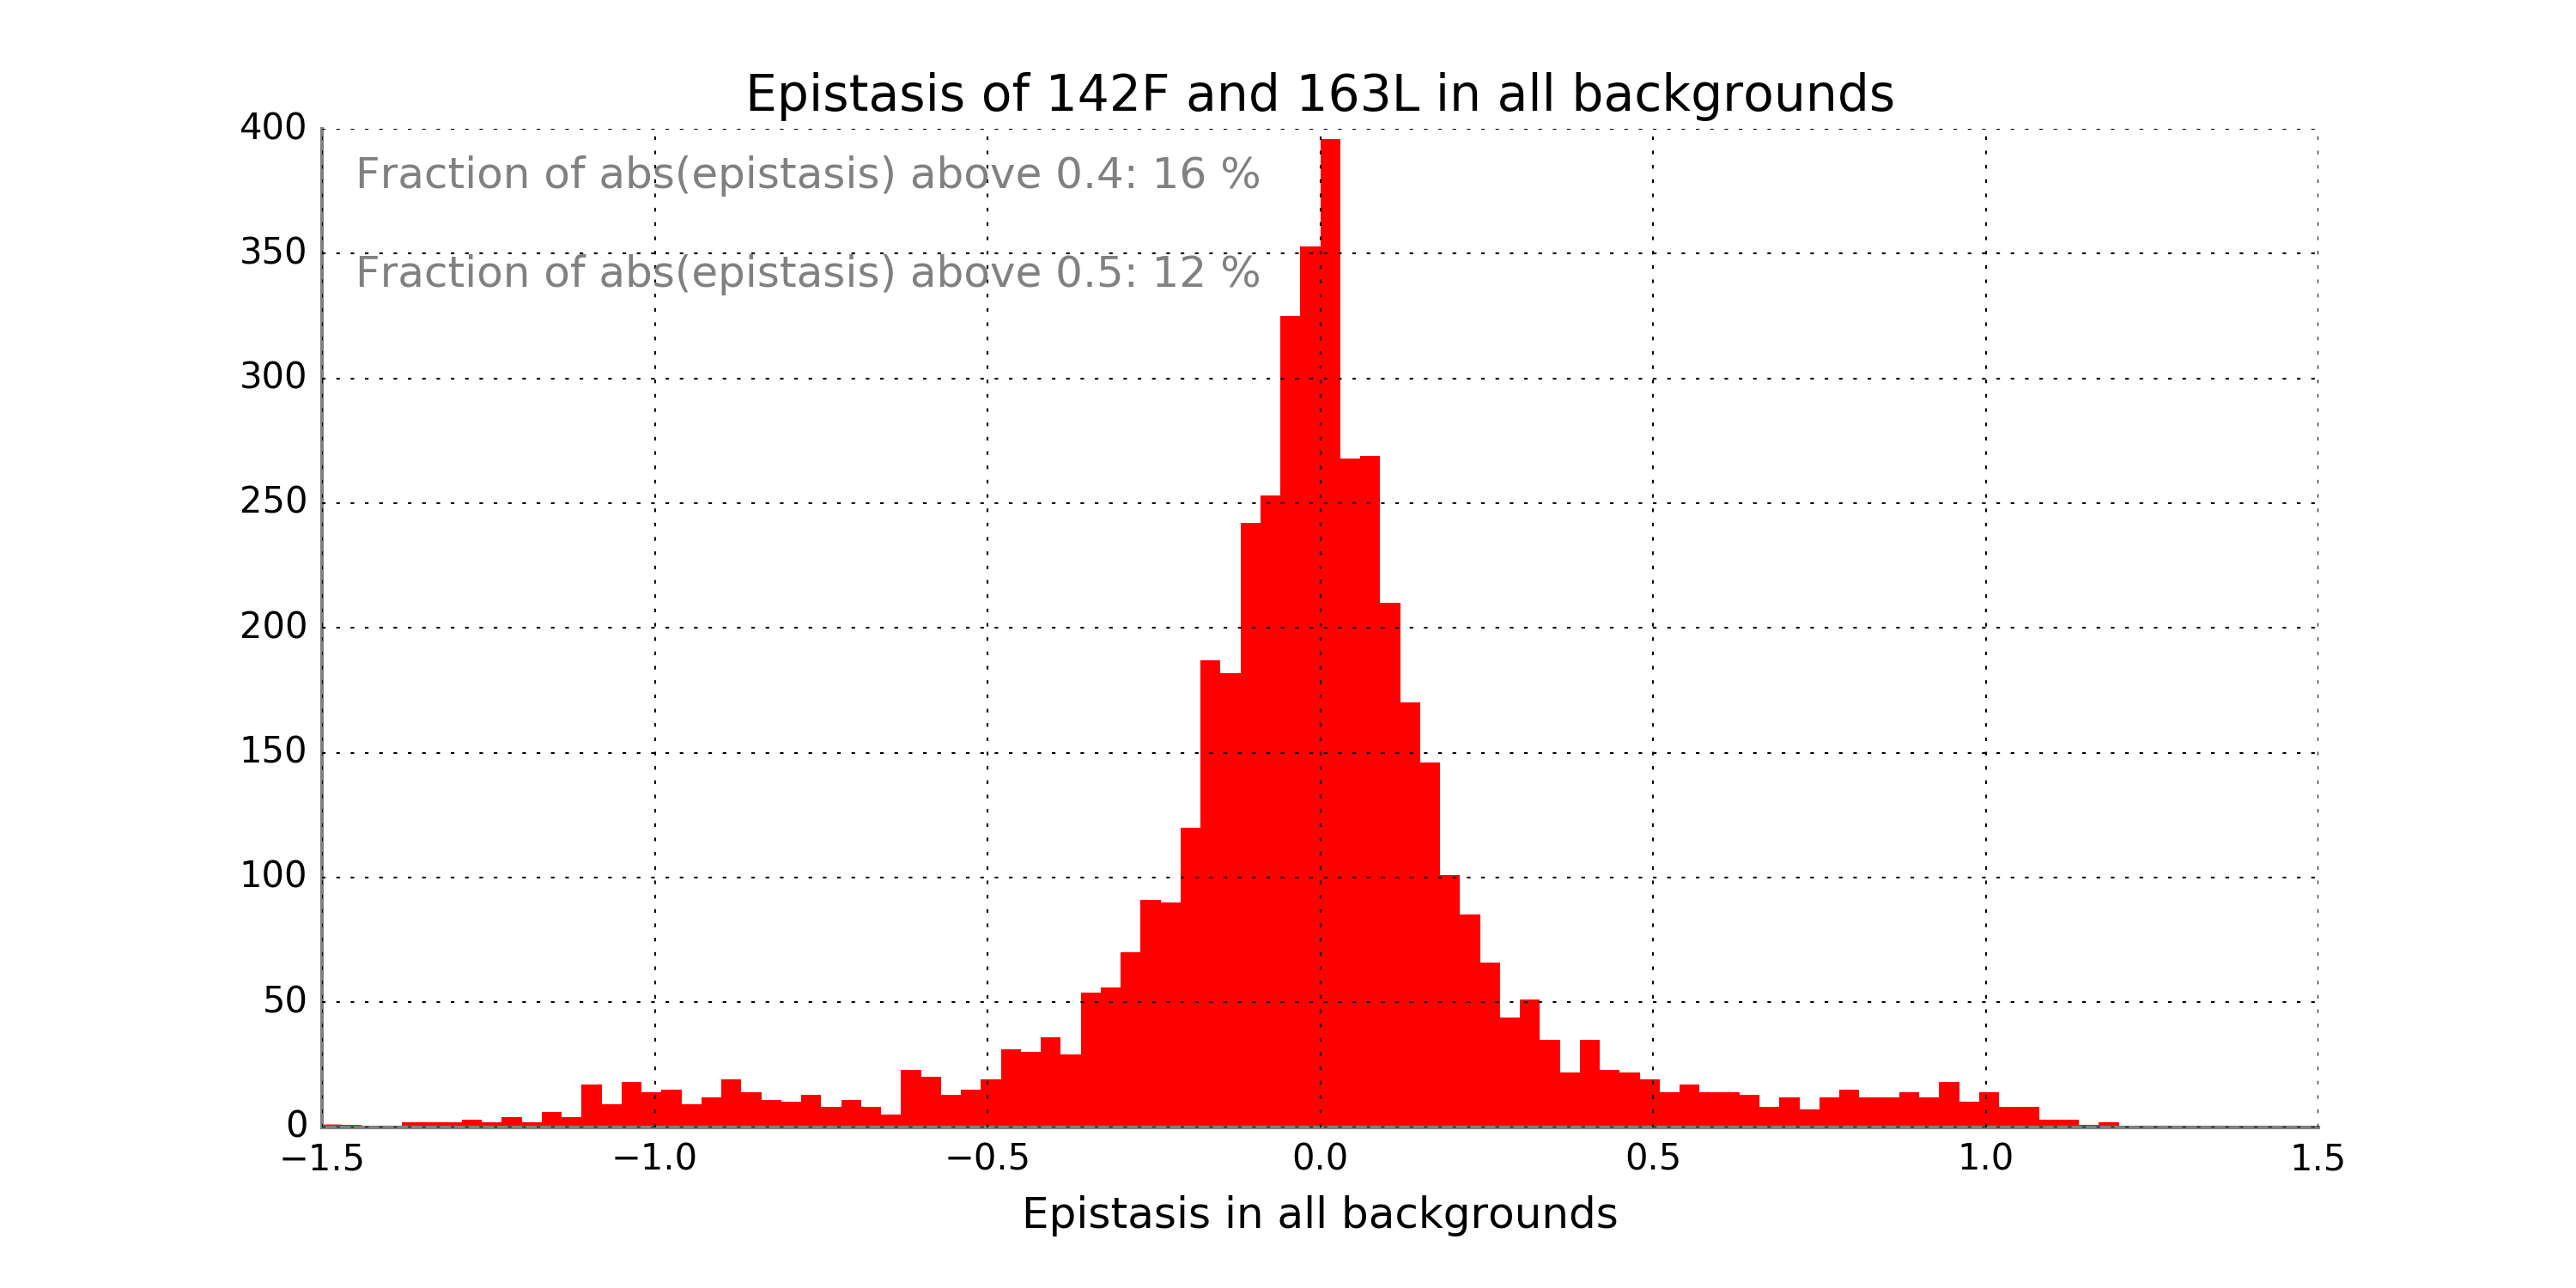 Epistasis of 142F and 163L in all backgrounds
400
Fraction of abs(epistasis) above 0.4: 16 %
350
Fraction of abs(epistasis) above 0.5: 12 %
300
250
200
150
100
50
0
−1.5 −1.0 −0.5 0.0 0.5 1.0 1.5
Epistasis in all backgrounds